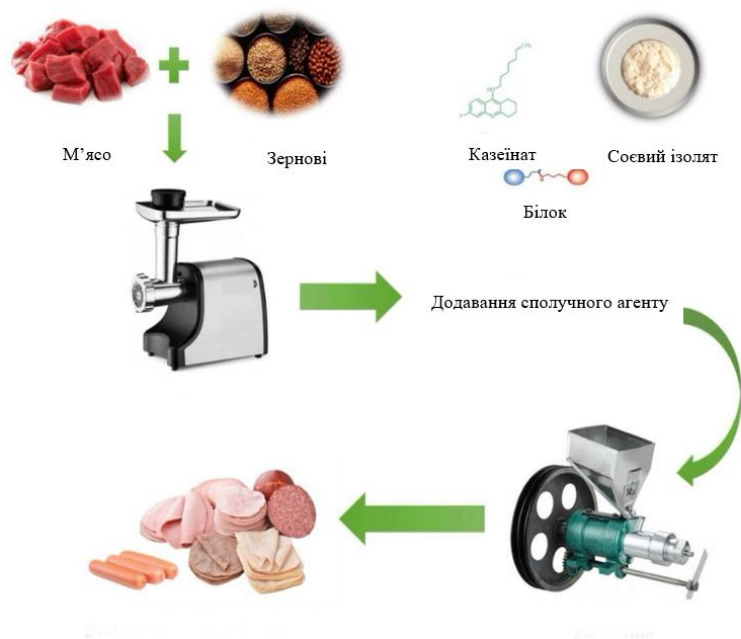 М’ясо
Зернові
Казеїнат
Соєвий ізолят
Білок
Додавання сполучного агенту